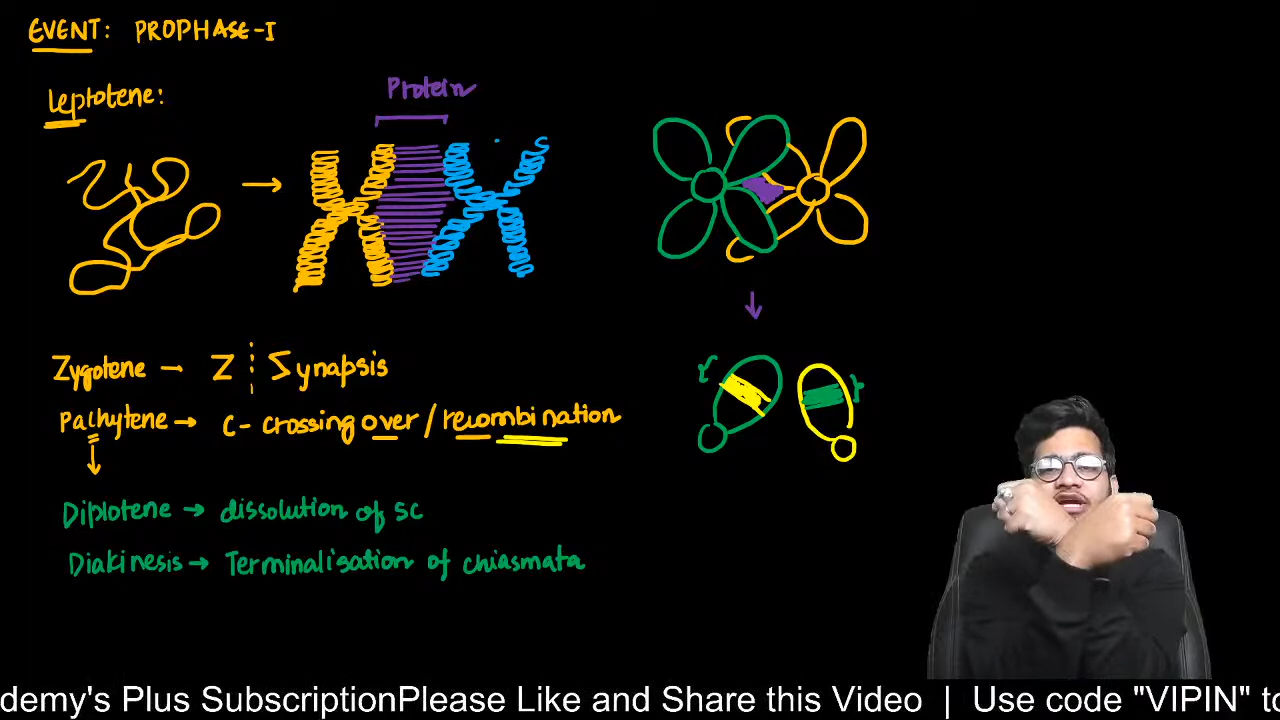 EVENT: PROPHASE-I
Leptotene:
Protein
Zygotene - Z Synapsis
Pachytene → C- crossing over / recombination
Diplotene → dissolution of SC
Diakinesis → Terminalisation of chiasmata
demy's Plus SubscriptionPlease Like and Share this Video | Use code "VIPIN" to